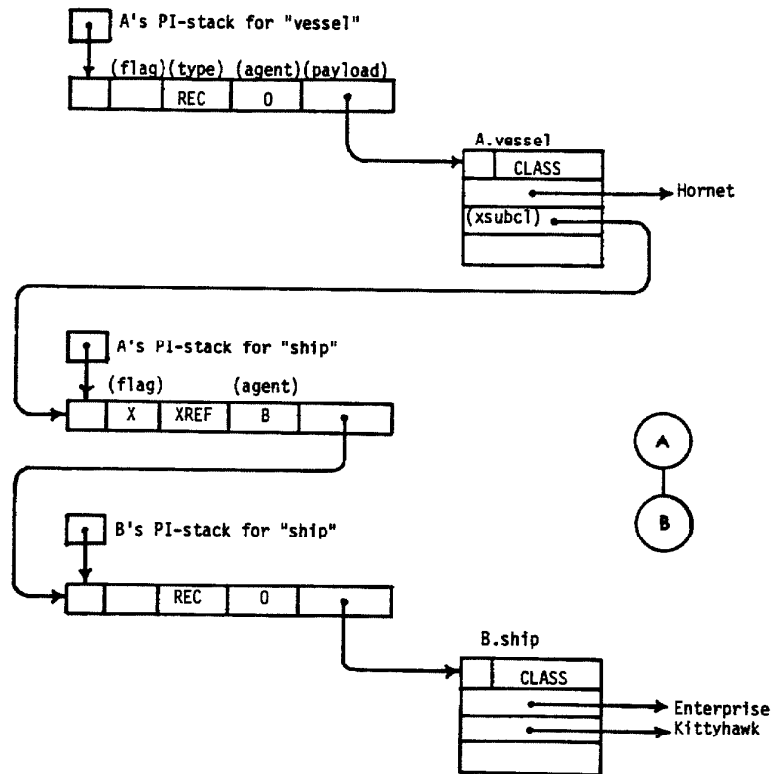 A's PI-stack for "vessel"
(flag)(type) (agent)(payload)
REC 0
A.vessel
CLASS
Hornet
(xsubcl)
A's PI-stack for "ship"
(flag) (agent)
X XREF B
A
B
B's PI-stack for "ship"
REC 0
B.ship
CLASS
Enterprise
Kittyhawk